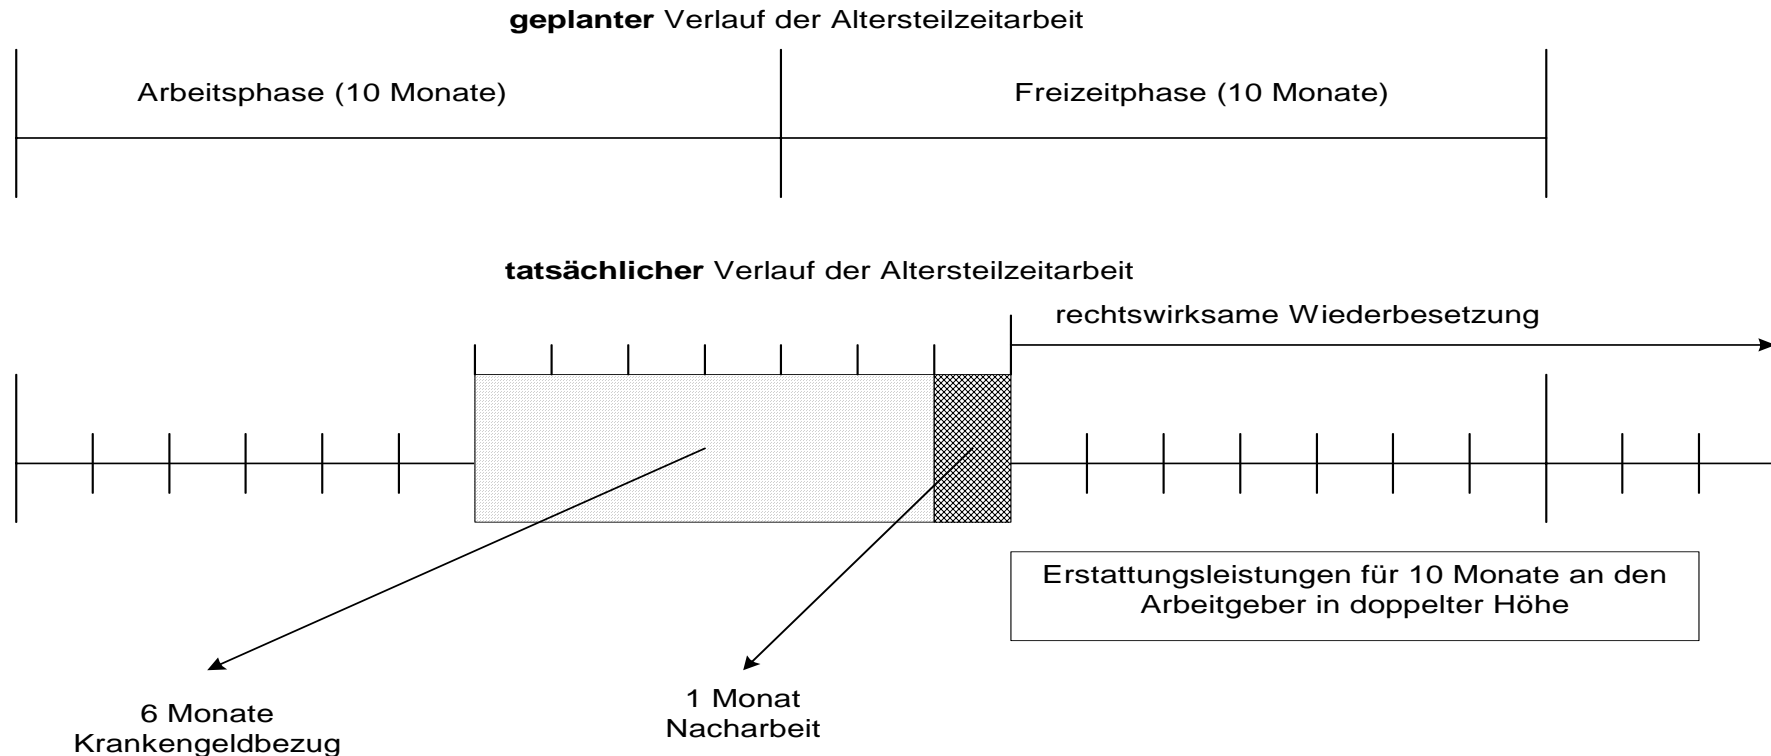 geplanter Verlauf der Altersteilzeitarbeit
Arbeitsphase (10 Monate)
Freizeitphase (10 Monate)
tatsächlicher Verlauf der Altersteilzeitarbeit
rechtswirksame Wiederbesetzung
Erstattungsleistungen für 10 Monate an den
Arbeitgeber in doppelter Höhe
6 Monate
Krankengeldbezug
1 Monat
Nacharbeit